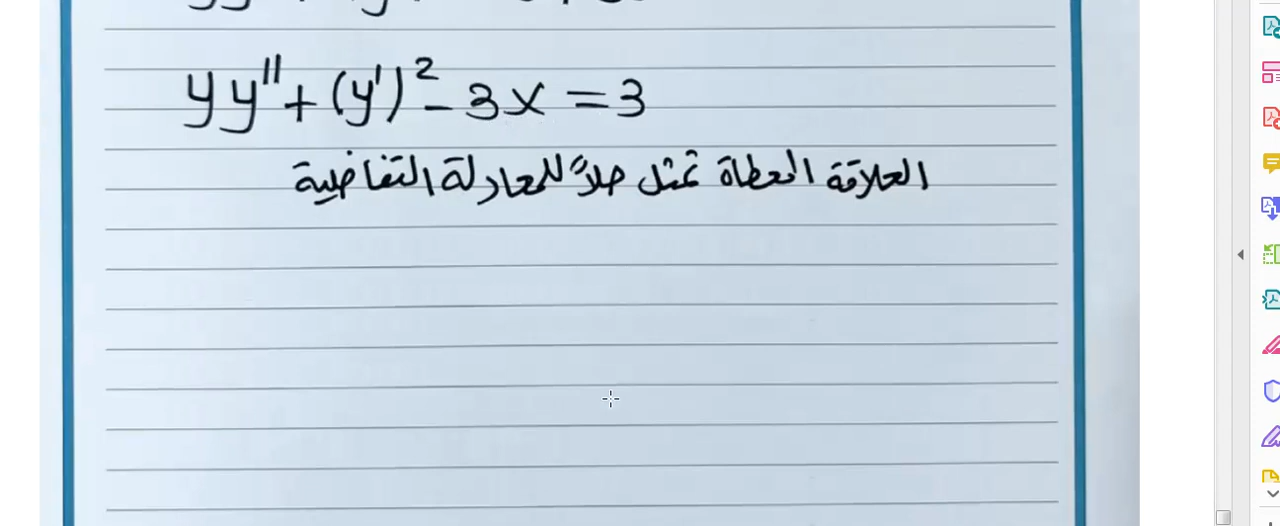 yy'' + (y')² - 3x = 3
العلاقة المعطاة تمثل حلاً للمعادلة التفاضلية